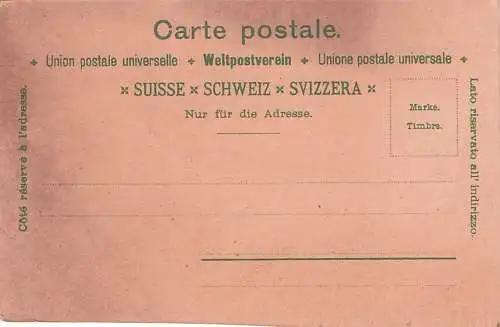 Carte postale.
Union postale universelle + Weltpostverein + Unione postale universale
SUISSE × SCHWEIZ × SVIZZERA
Nur für die Adresse.
Marke.
Timbre.
Côté réservé à l'adresse.
Lato riservato all' indirizzo.